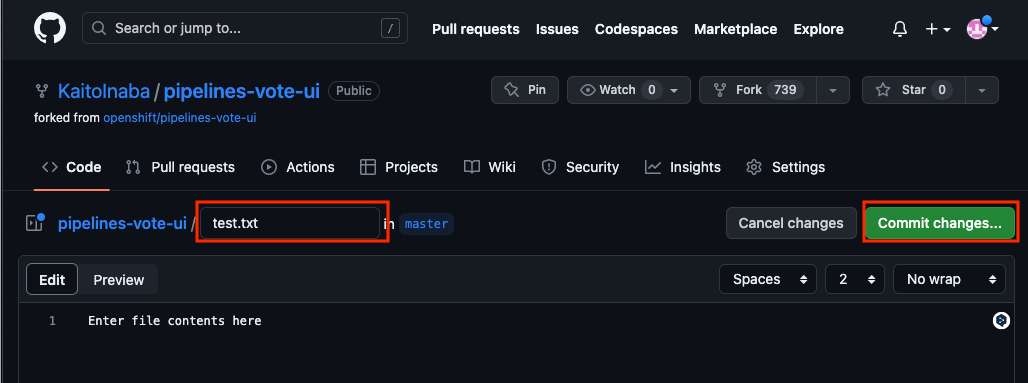 Search or jump to... / Pull requests Issues Codespaces Marketplace Explore
KaitoInaba / pipelines-vote-ui Public Pin Watch 0 Fork 739 Star 0
forked from openshift/pipelines-vote-ui
Code Pull requests Actions Projects Wiki Security Insights Settings
pipelines-vote-ui / test.txt in master Cancel changes Commit changes...
Edit Preview Spaces 2 No wrap
1 Enter file contents here